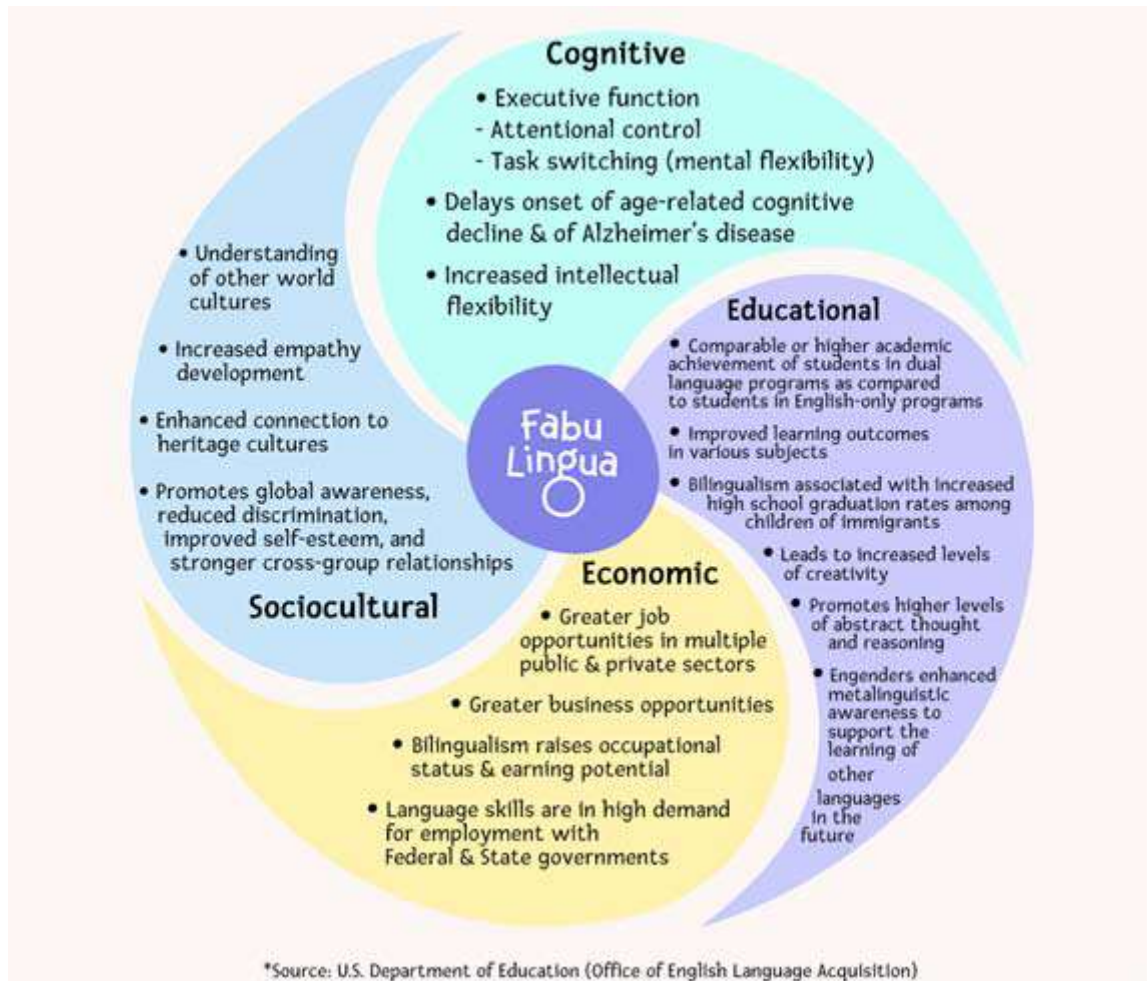 Cognitive
• Executive function
- Attentional control
- Task switching (mental flexibility)
• Delays onset of age-related cognitive
decline & of Alzheimer's disease
• Increased intellectual
flexibility
Educational
• Comparable or higher academic
achievement of students in dual
language programs as compared
to students in English-only programs
• Improved learning outcomes
in various subjects
• Bilingualism associated with increased
high school graduation rates among
children of immigrants
• Leads to increased levels
of creativity
• Promotes higher levels
of abstract thought
and reasoning
• Engenders enhanced
metalinguistic
awareness to
support the
learning of
other
languages
in the
future
Economic
• Greater job
opportunities in multiple
public & private sectors
• Greater business opportunities
• Bilingualism raises occupational
status & earning potential
• Language skills are in high demand
for employment with
Federal & State governments
• Understanding
of other world
cultures
• Increased empathy
development
• Enhanced connection to
heritage cultures
• Promotes global awareness,
reduced discrimination,
improved self-esteem, and
stronger cross-group relationships
Sociocultural
Fabu
Lingua
*Source: U.S. Department of Education (Office of English Language Acquisition)